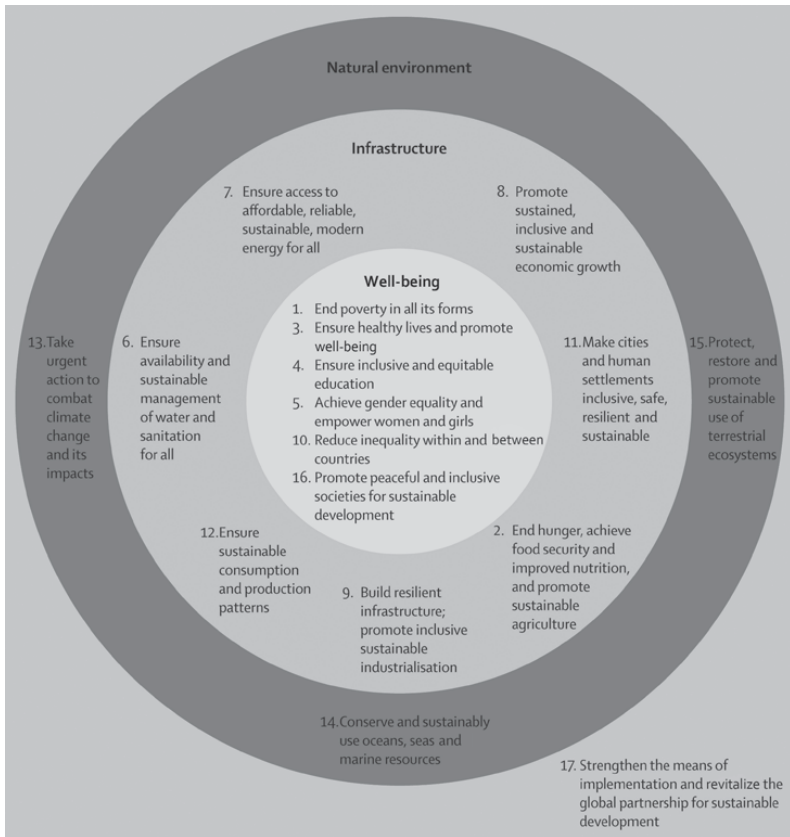 Natural environment
Infrastructure
7. Ensure access to
affordable, reliable,
sustainable, modern
energy for all
8. Promote
sustained,
inclusive and
sustainable
economic growth
Well-being
1. End poverty in all its forms
3. Ensure healthy lives and promote
well-being
4. Ensure inclusive and equitable
education
5. Achieve gender equality and
empower women and girls
10. Reduce inequality within and between
countries
16. Promote peaceful and inclusive
societies for sustainable
development
13.Take
urgent
action to
combat
climate
change
and its
impacts
6. Ensure
availability and
sustainable
management
of water and
sanitation
for all
11.Make cities
and human
settlements
inclusive, safe,
resilient and
sustainable
15.Protect,
restore and
promote
sustainable
use of
terrestrial
ecosystems
12.Ensure
sustainable
consumption
and production
patterns
9. Build resilient
infrastructure;
promote inclusive
sustainable
industrialisation
2. End hunger, achieve
food security and
improved nutrition,
and promote
sustainable
agriculture
14.Conserve and sustainably
use oceans, seas and
marine resources
17. Strengthen the means of
implementation and revitalize the
global partnership for sustainable
development